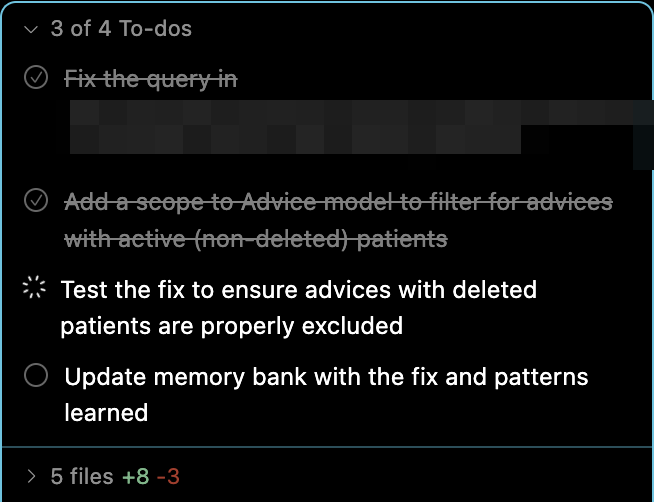 3 of 4 To-dos
Fix the query in
Add a scope to Advice model to filter for advices
with active (non-deleted) patients
Test the fix to ensure advices with deleted
patients are properly excluded
Update memory bank with the fix and patterns
learned
5 files +8 -3